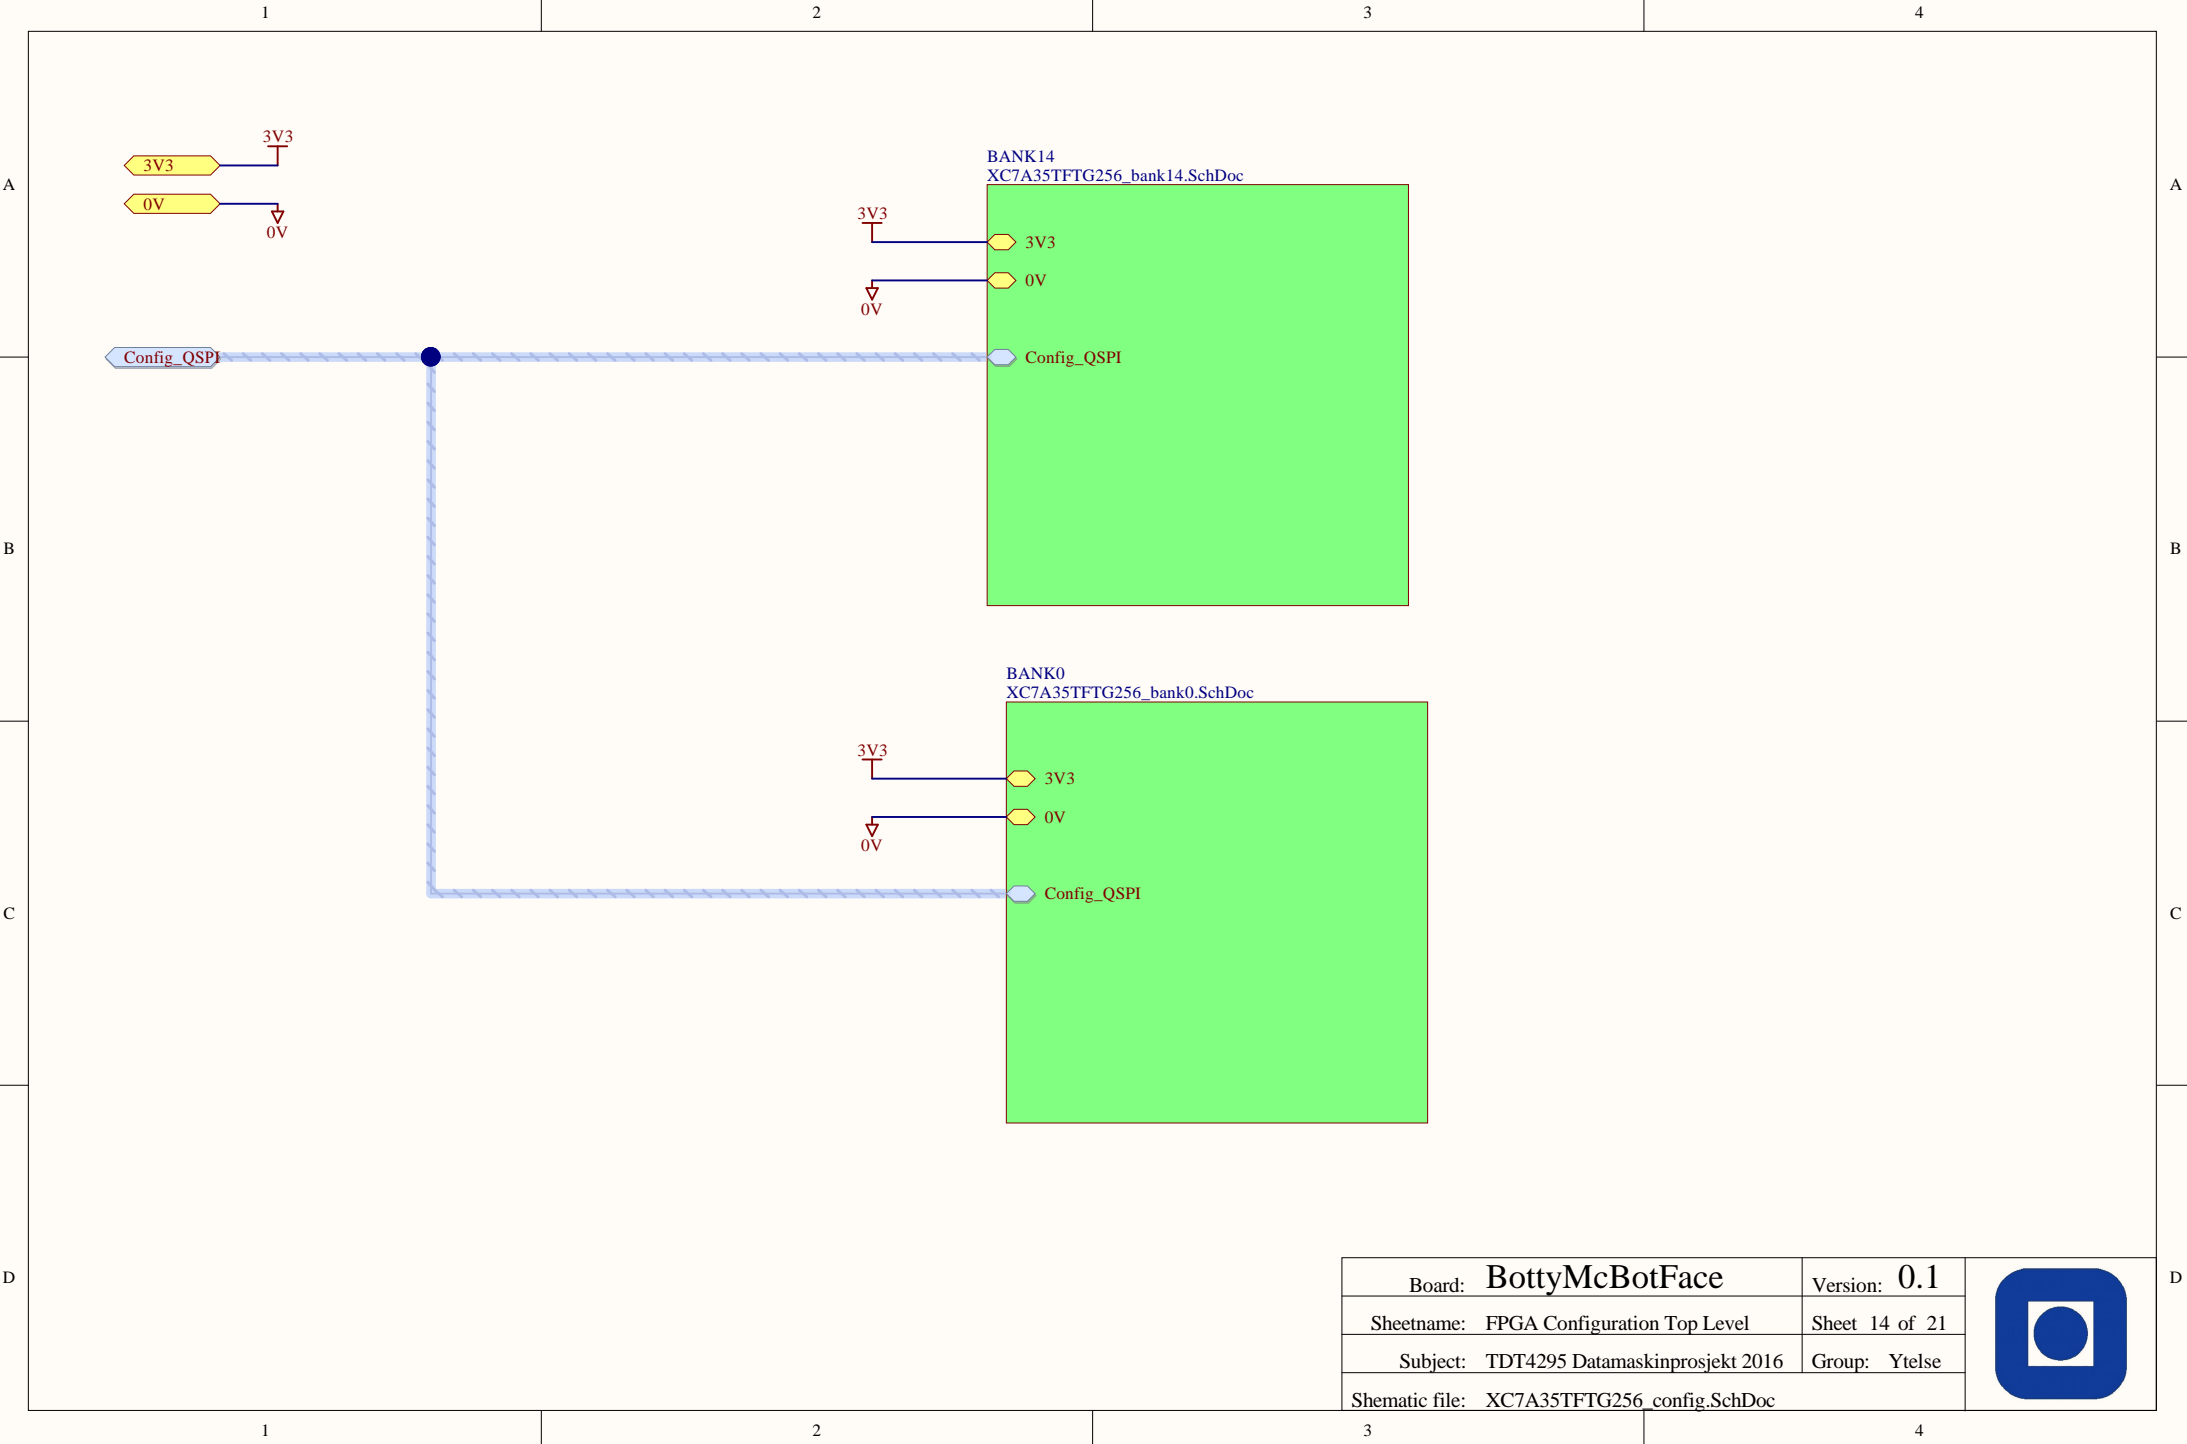 1 2 3 4
3V3
3V3
0V
0V
A
A
BANK14
XC7A35TFTG256_bank14.SchDoc
3V3
3V3
0V
0V
Config_QSPI
Config_QSPI
B
B
BANK0
XC7A35TFTG256_bank0.SchDoc
3V3
3V3
0V
0V
Config_QSPI
C
C
D
D
Board: BottyMcBotFace Version: 0.1
Sheetname: FPGA Configuration Top Level Sheet 14 of 21
Subject: TDT4295 Datamaskinprosjekt 2016 Group: Ytelse
Shematic file: XC7A35TFTG256_config.SchDoc
1 2 3 4